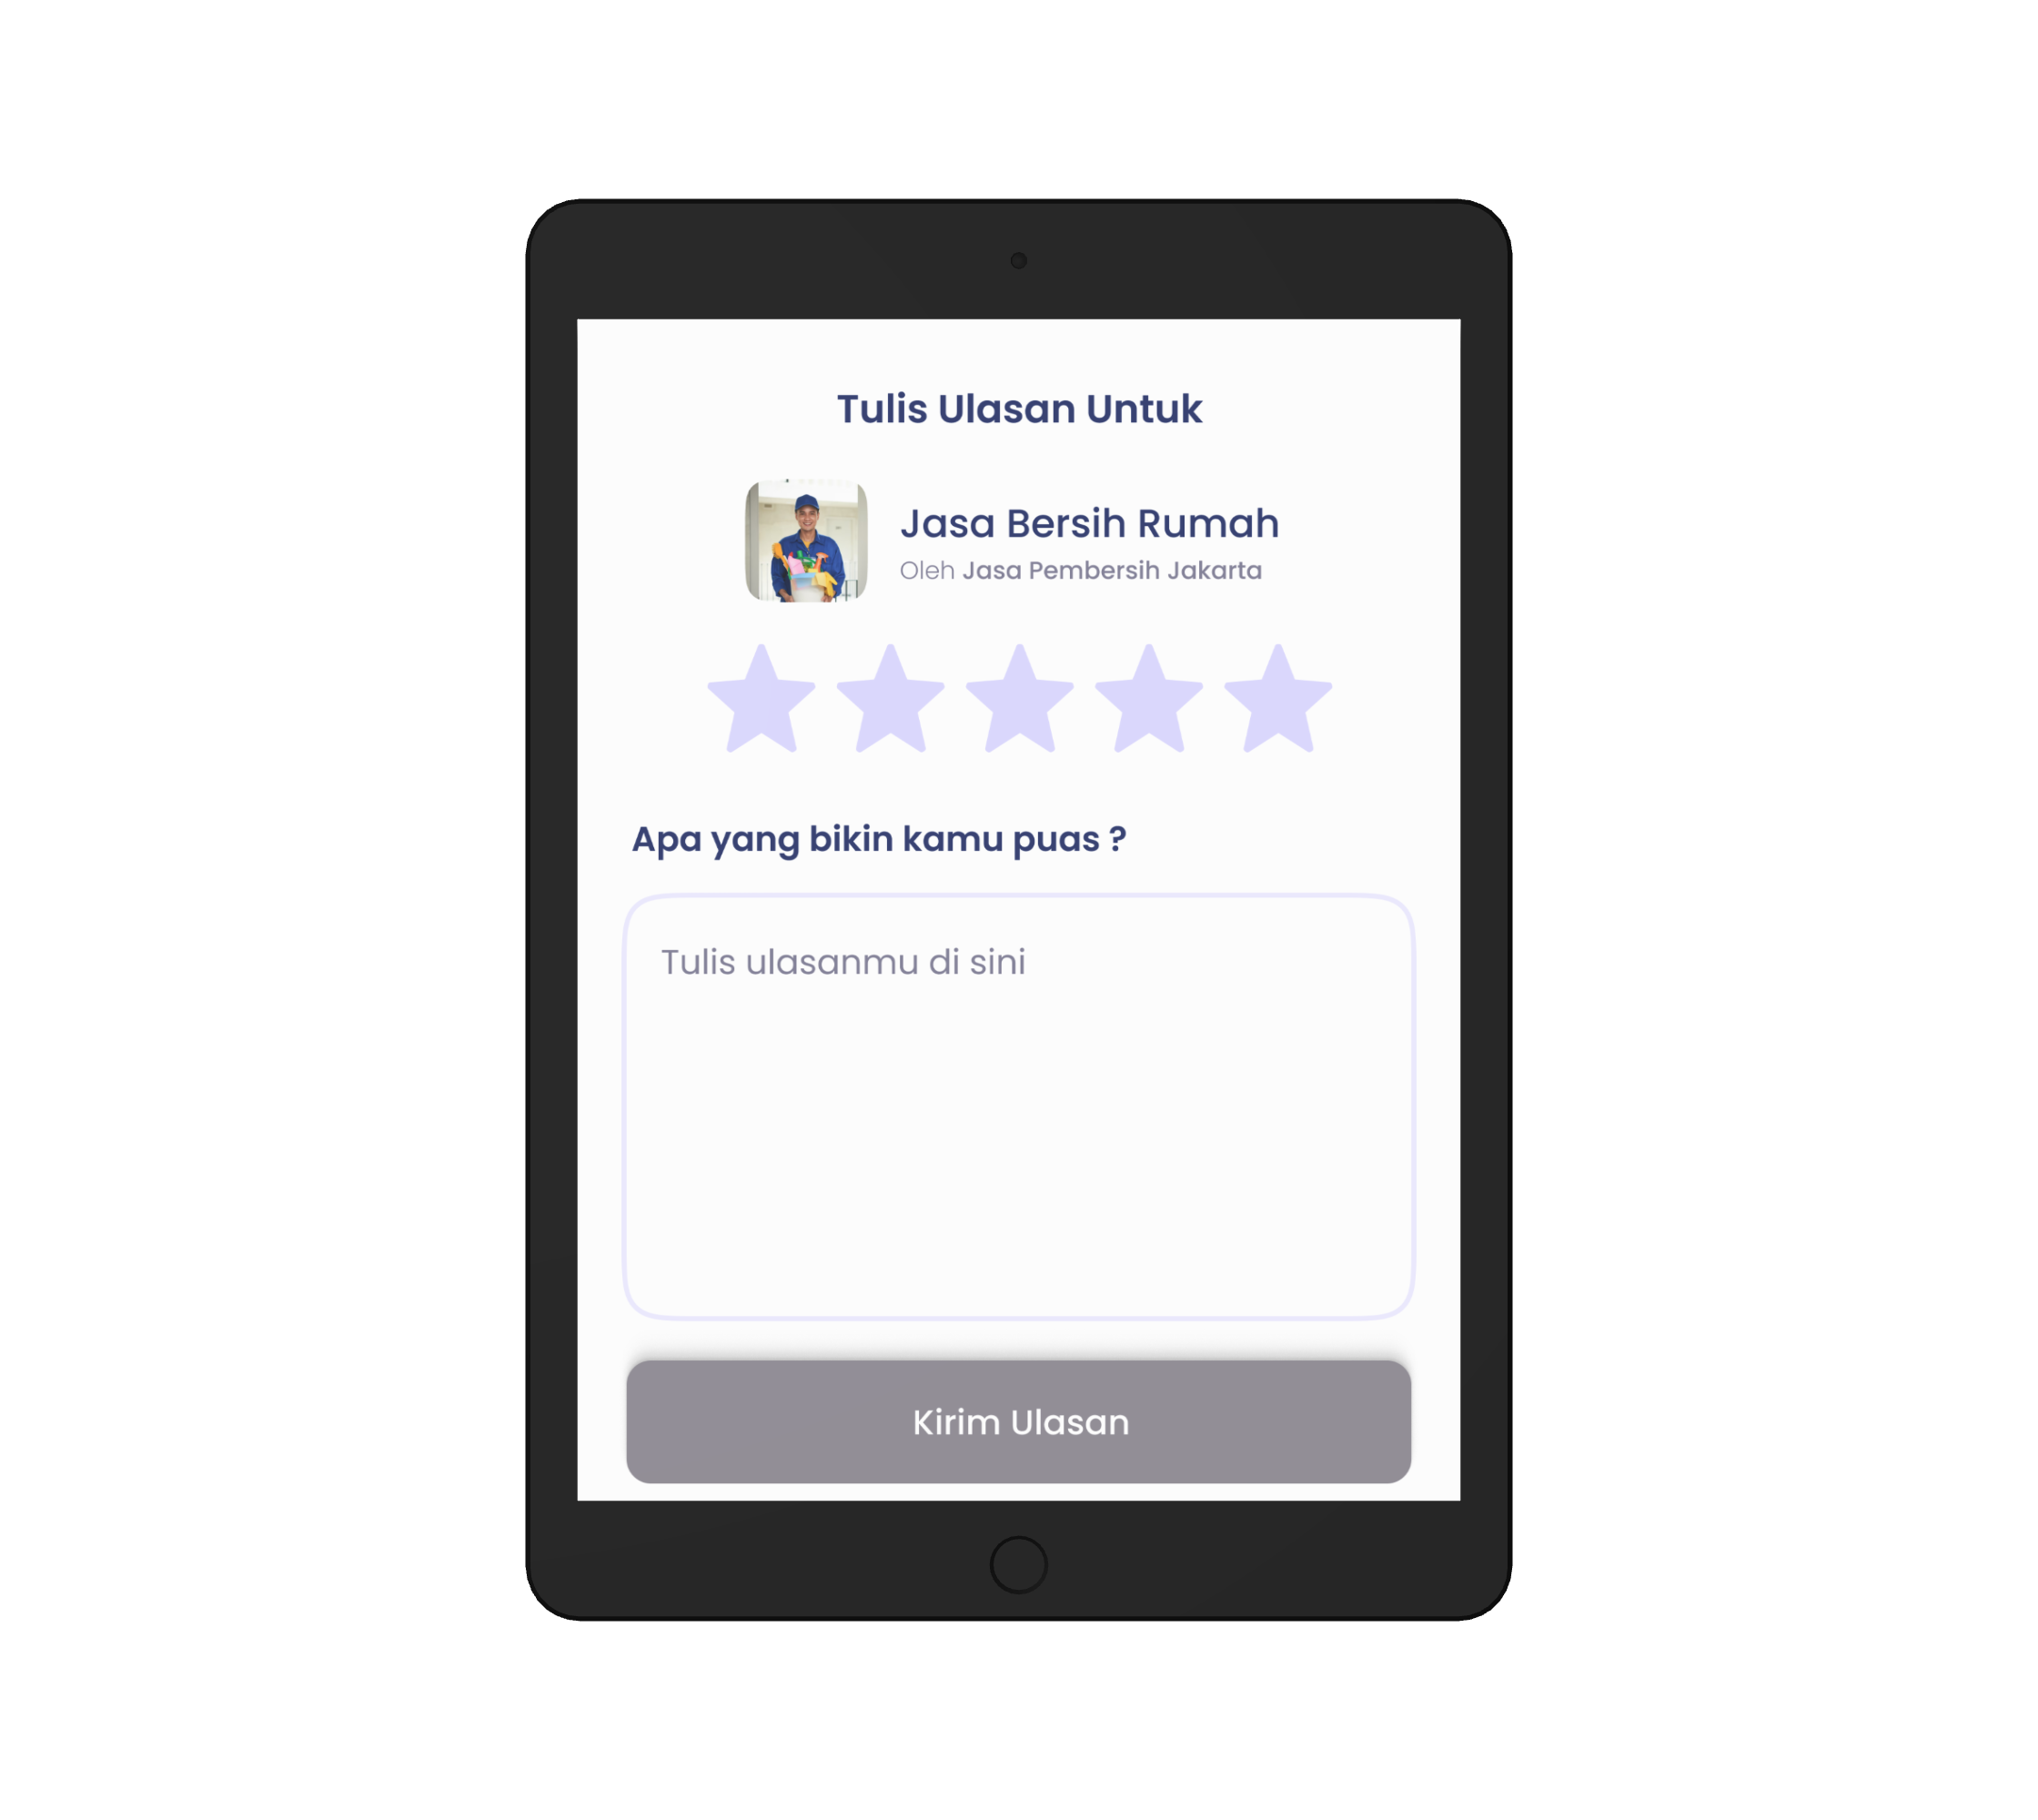 Tulis Ulasan Untuk
Jasa Bersih Rumah
Oleh Jasa Pembersih Jakarta
Apa yang bikin kamu puas ?
Tulis ulasanmu di sini
Kirim Ulasan